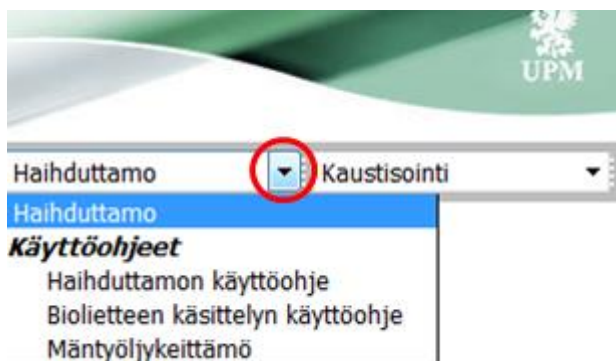 UPM
Haihduttamo Kaustisointi
Haihduttamo
Käyttöohjeet
Haihduttamon käyttöohje
Biolietteen käsittelyn käyttöohje
Mäntyöljykeittämö